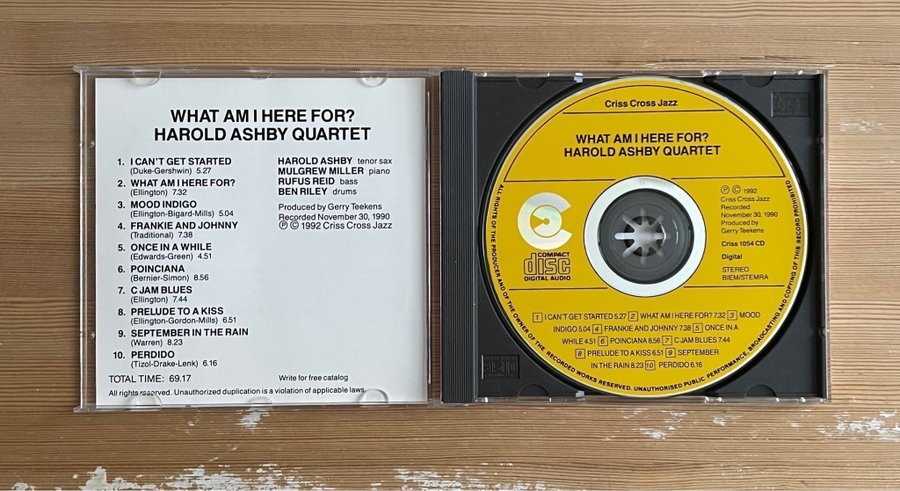 WHAT AM I HERE FOR?
HAROLD ASHBY QUARTET
1. I CAN'T GET STARTED
(Duke-Gershwin) 5.27
2. WHAT AM I HERE FOR?
(Ellington) 7.32
3. MOOD INDIGO
(Ellington-Bigard-Mills) 5.04
4. FRANKIE AND JOHNNY
(Traditional) 7.38
5. ONCE IN A WHILE
(Edwards-Green) 4.51
6. POINCIANA
(Bernier-Simon) 8.56
7. C JAM BLUES
(Ellington) 7.44
8. PRELUDE TO A KISS
(Ellington-Gordon-Mills) 6.51
9. SEPTEMBER IN THE RAIN
(Warren) 8.23
10. PERDIDO
(Tizol-Drake-Lenk) 6.16
HAROLD ASHBY tenor sax
MULGREW MILLER piano
RUFUS REID bass
BEN RILEY drums
Produced by Gerry Teekens
Recorded November 30, 1990
Ⓟ © 1992 Criss Cross Jazz
TOTAL TIME: 69.17
Write for free catalog
All rights reserved. Unauthorized duplication is a violation of applicable laws.
Criss Cross Jazz
WHAT AM I HERE FOR?
HAROLD ASHBY QUARTET
Ⓟ © 1992
Criss Cross Jazz
Recorded
November 30, 1990
Produced by
Gerry Teekens
Criss 1054 CD
Digital
STEREO
BIEM/STEMRA
COMPACT
disc
DIGITAL AUDIO
1 I CAN'T GET STARTED 5.27 2 WHAT AM I HERE FOR? 7.32 3 MOOD
INDIGO 5.04 4 FRANKIE AND JOHNNY 7.38 5 ONCE IN A
WHILE 4.51 6 POINCIANA 8.56 7 C JAM BLUES 7.44
8 PRELUDE TO A KISS 6.51 9 SEPTEMBER
IN THE RAIN 8.23 10 PERDIDO 6.16
ALL RIGHTS OF THE PRODUCER AND OF THE OWNER OF THE RECORDED WORKS RESERVED. UNAUTHORISED PUBLIC PERFORMANCE, BROADCASTING AND COPYING OF THIS RECORD PROHIBITED